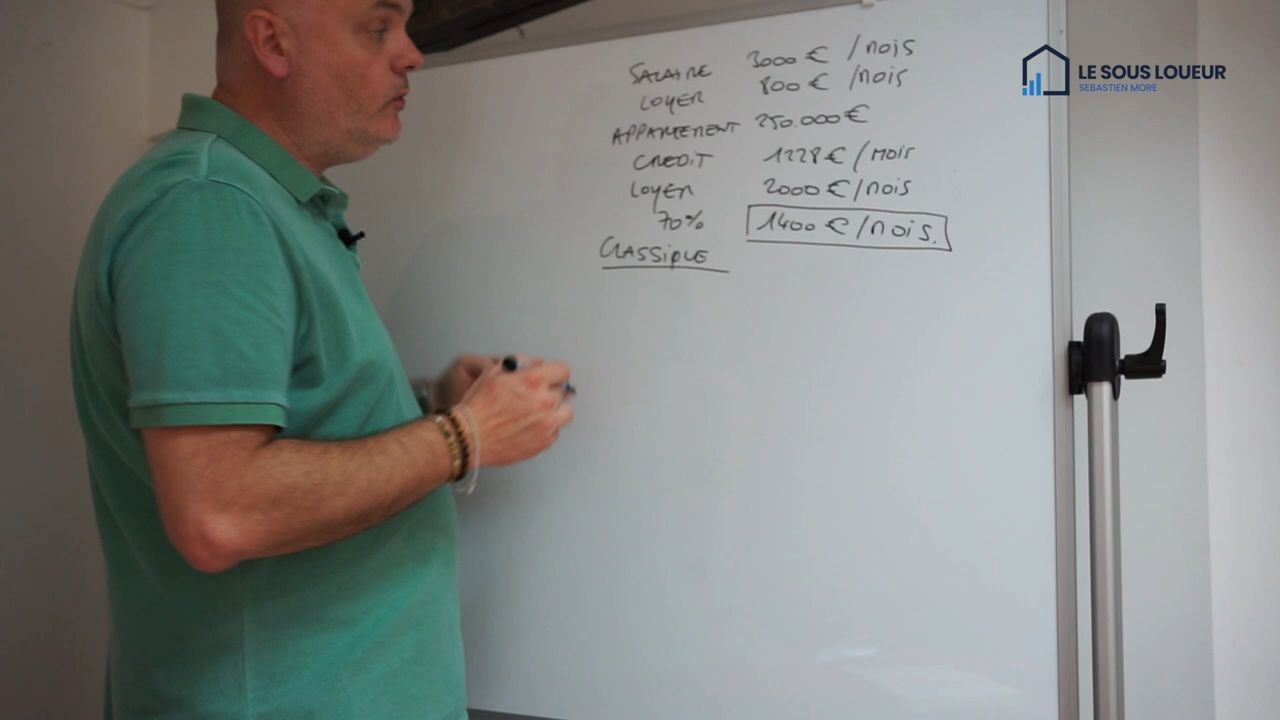 SALAIRE 3000 € / MOIS
LOYER 800 € / MOIS
APPARTEMENT 250.000 €
CREDIT 1228 € / MOIS
LOYER 2000 € / MOIS
70% 1400 € / MOIS.
CLASSIQUE
LE SOUS LOUEUR
SEBASTIEN MORE